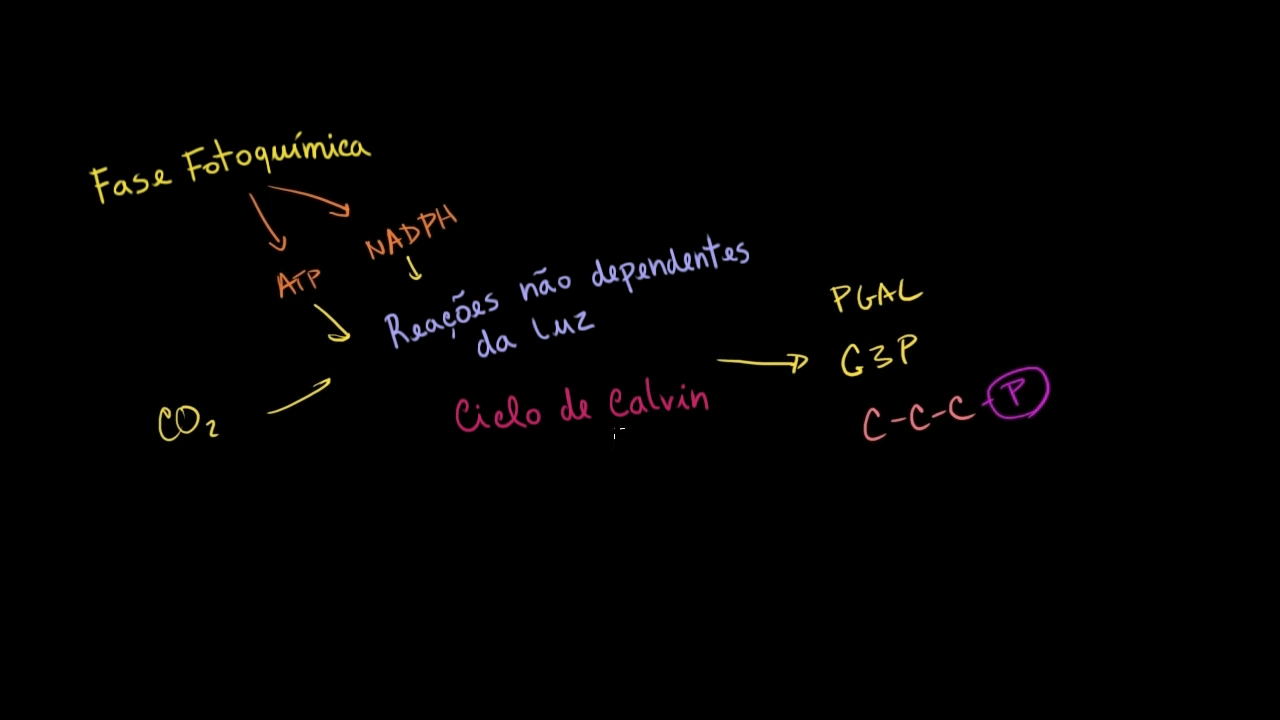 Fase Fotoquímica
ATP
NADPH
Reações não dependentes
da luz
CO2
Ciclo de Calvin
PGAL
G3P
C-C-C-P